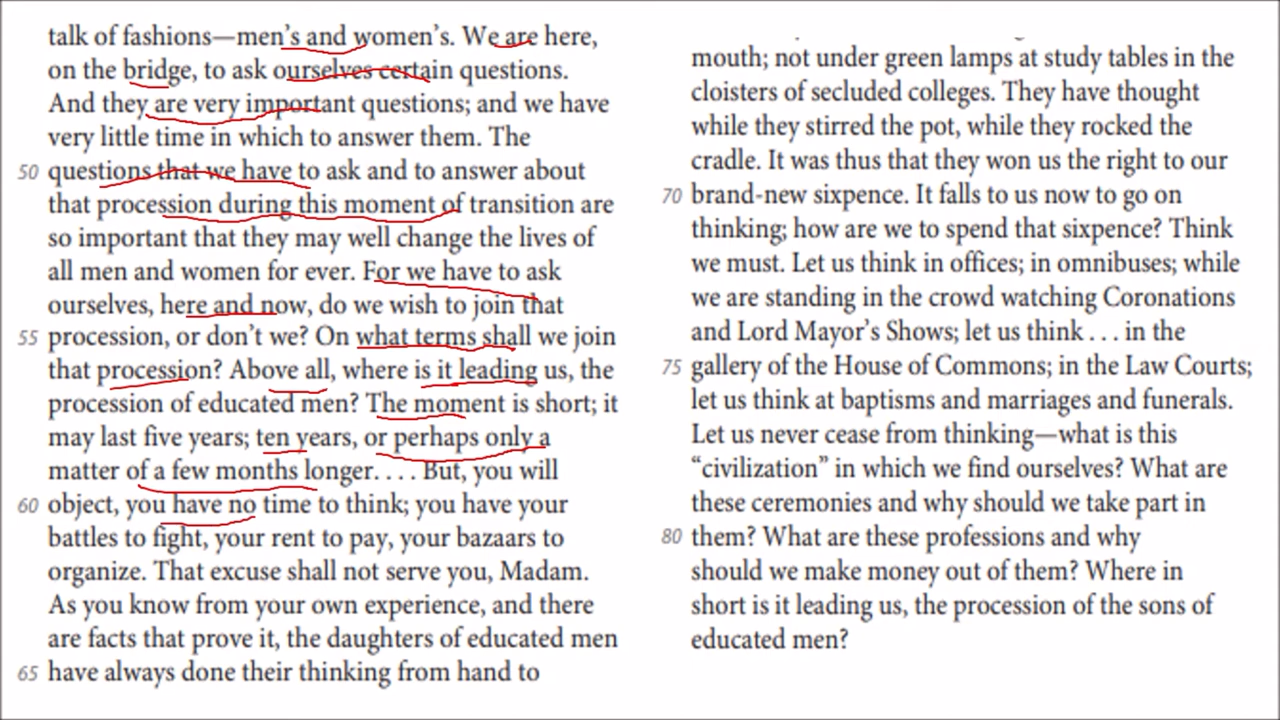 talk of fashions—men’s and women’s. We are here,
on the bridge, to ask ourselves certain questions.
And they are very important questions; and we have
very little time in which to answer them. The
50 questions that we have to ask and to answer about
that procession during this moment of transition are
so important that they may well change the lives of
all men and women for ever. For we have to ask
ourselves, here and now, do we wish to join that
55 procession, or don’t we? On what terms shall we join
that procession? Above all, where is it leading us, the
procession of educated men? The moment is short; it
may last five years; ten years, or perhaps only a
matter of a few months longer. . . . But, you will
60 object, you have no time to think; you have your
battles to fight, your rent to pay, your bazaars to
organize. That excuse shall not serve you, Madam.
As you know from your own experience, and there
are facts that prove it, the daughters of educated men
65 have always done their thinking from hand to
mouth; not under green lamps at study tables in the
cloisters of secluded colleges. They have thought
while they stirred the pot, while they rocked the
cradle. It was thus that they won us the right to our
70 brand-new sixpence. It falls to us now to go on
thinking; how are we to spend that sixpence? Think
we must. Let us think in offices; in omnibuses; while
we are standing in the crowd watching Coronations
and Lord Mayor’s Shows; let us think . . . in the
75 gallery of the House of Commons; in the Law Courts;
let us think at baptisms and marriages and funerals.
Let us never cease from thinking—what is this
“civilization” in which we find ourselves? What are
these ceremonies and why should we take part in
80 them? What are these professions and why
should we make money out of them? Where in
short is it leading us, the procession of the sons of
educated men?